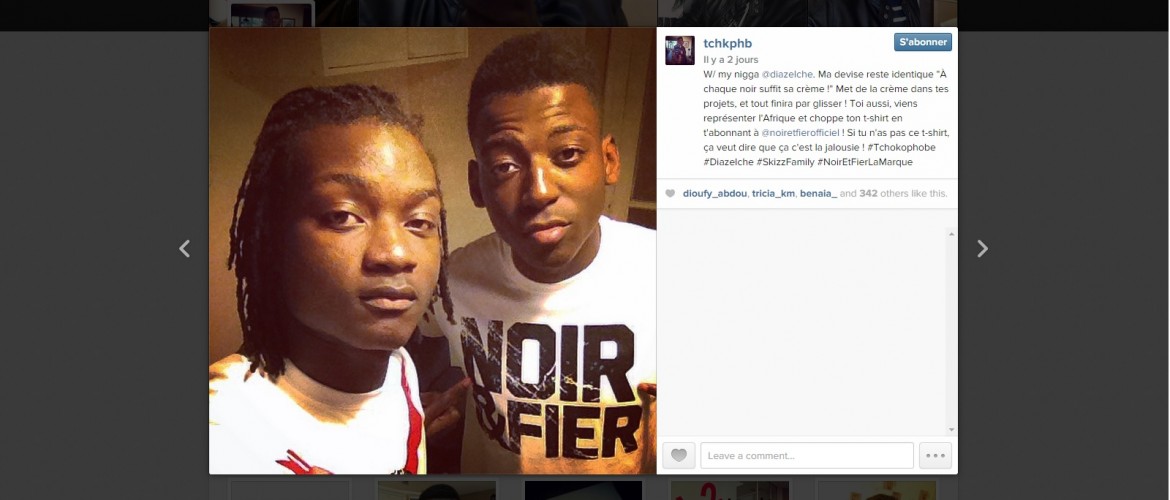 tchkphb
S'abonner
Il y a 2 jours
W/ my nigga @diazelche. Ma devise reste identique "À
chaque noir suffit sa crème !" Met de la crème dans tes
projets, et tout finira par glisser ! Toi aussi, viens
représenter l'Afrique et choppe ton t-shirt en
t'abonnant à @noiretfierofficiel ! Si tu n'as pas ce t-shirt,
ça veut dire que ça c'est la jalousie ! #Tchokophobe
#Diazelche #SkizzFamily #NoirEtFierLaMarque
dioufy_abdou, tricia_km, benaia_ and 342 others like this.
NOIR
&FIER
Leave a comment...